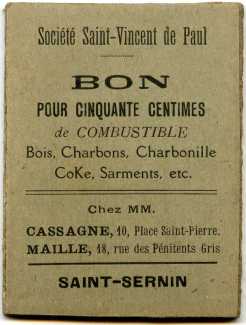 Société Saint-Vincent de Paul
BON
POUR CINQUANTE CENTIMES
de COMBUSTIBLE
Bois, Charbons, Charbonille
CoKe, Sarments, etc.
Chez MM.
CASSAGNE, 10, Place Saint-Pierre.
MAILLE, 18, rue des Pénitents Gris
SAINT-SERNIN